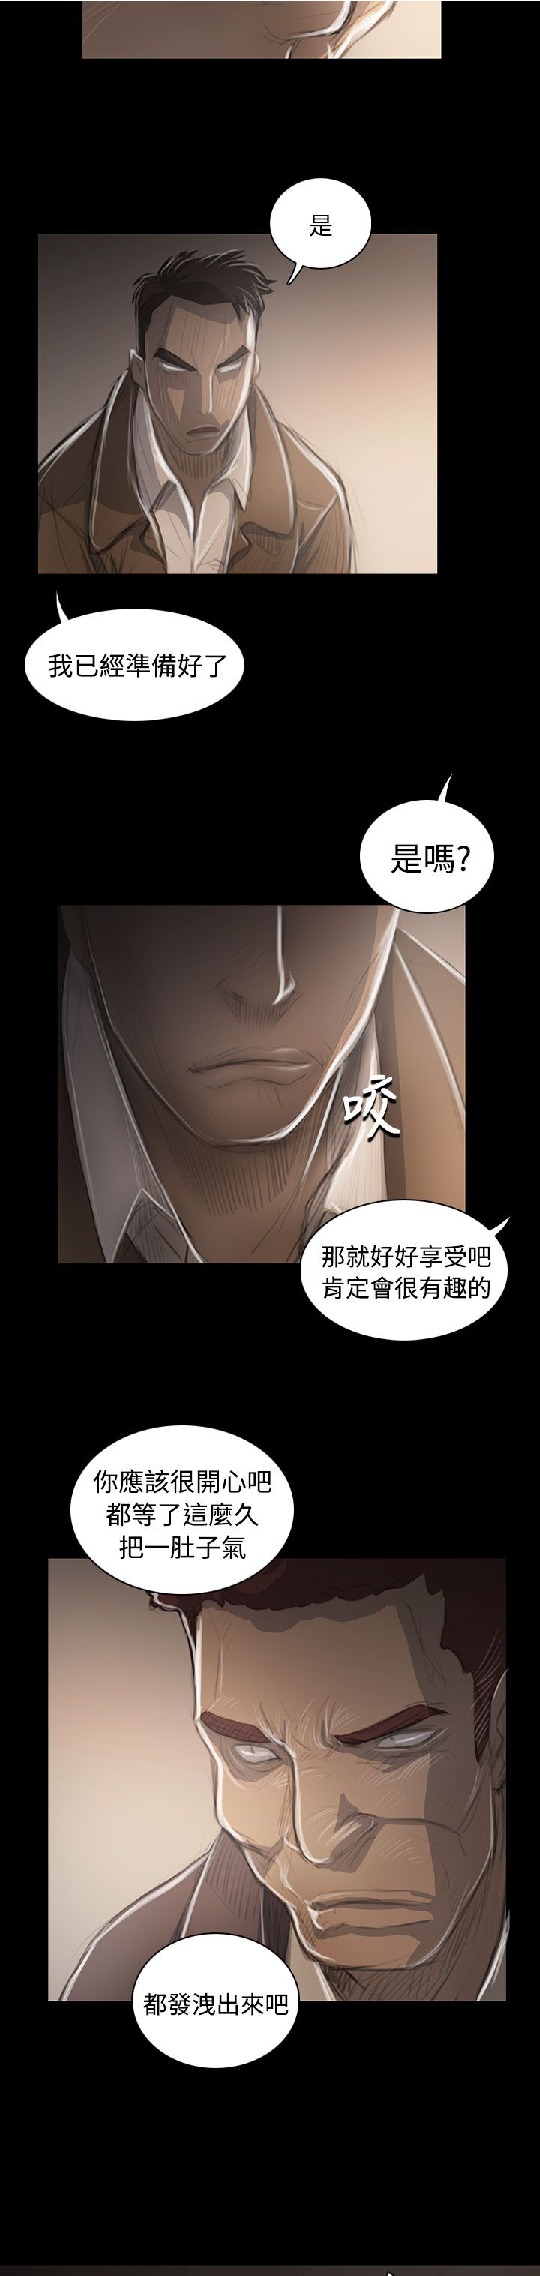 是
我已經準備好了
是嗎?
咬
那就好好享受吧
肯定會很有趣的
你應該很開心吧
都等了這麼久
把一肚子氣
都發洩出來吧